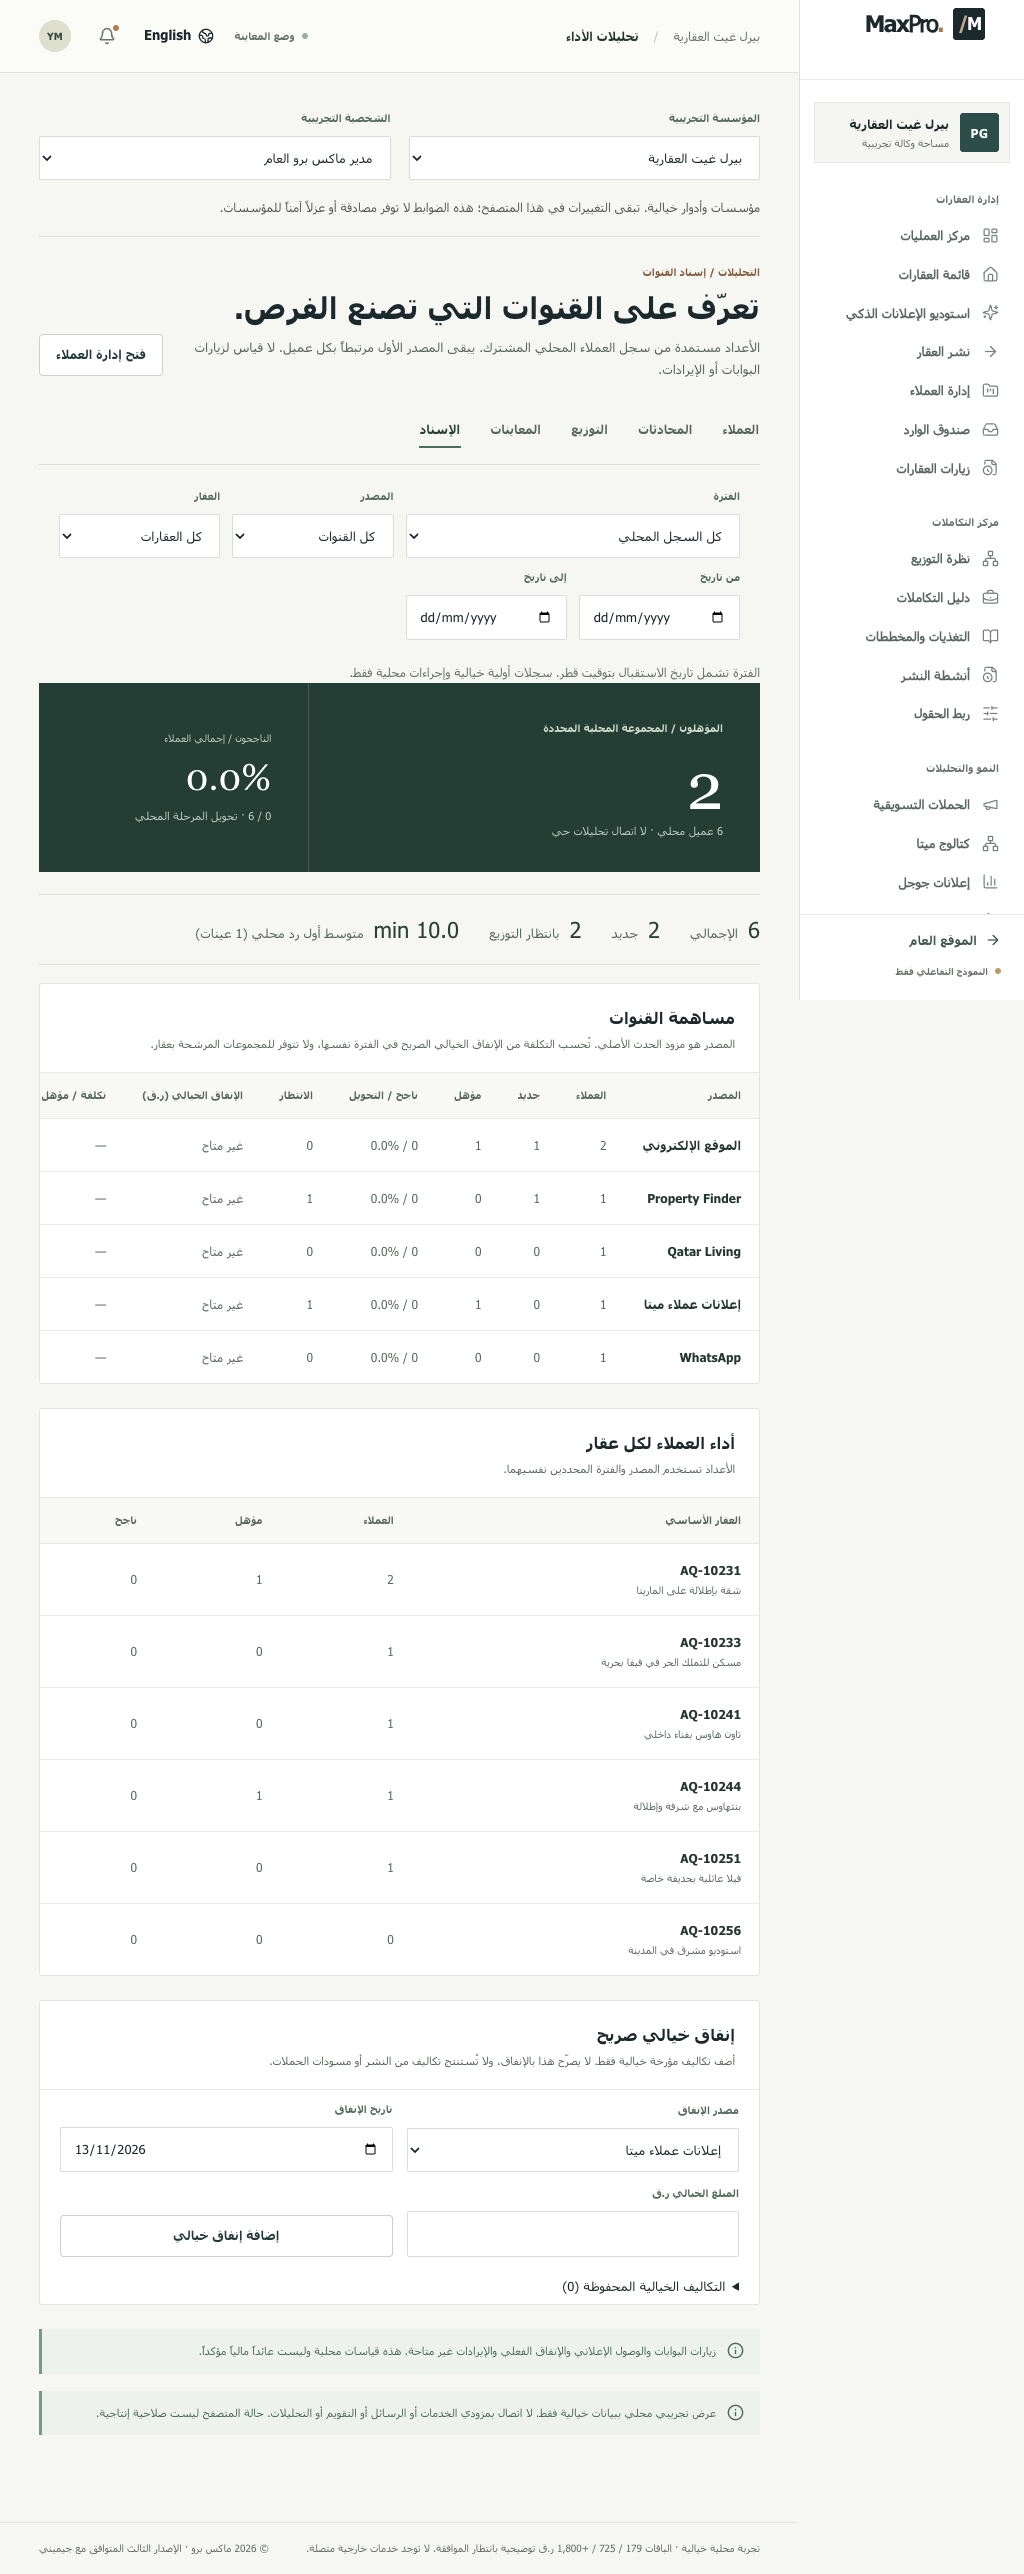 MaxPro.
/M
PG
بيرل غيت العقارية
مساحة وكالة تجريبية
إدارة العقارات
مركز العمليات
قائمة العقارات
استوديو الإعلانات الذكي
نشر العقار
إدارة العملاء
صندوق الوارد
زيارات العقارات
مركز التكاملات
نظرة التوزيع
دليل التكاملات
التغذيات والمخططات
أنشطة النشر
ربط الحقول
النمو والتحليلات
الحملات التسويقية
كتالوج ميتا
إعلانات جوجل
الموقع العام
النموذج التفاعلي فقط
بيرل غيت العقارية / تحليلات الأداء
وضع المعاينة
English
YM
المؤسسة التجريبية
بيرل غيت العقارية
الشخصية التجريبية
مدير ماكس برو العام
مؤسسات وأدوار خيالية. تبقى التغييرات في هذا المتصفح؛ هذه الضوابط لا توفر مصادقة أو عزلاً آمناً للمؤسسات.
التحليلات / إسناد القنوات
تعرّف على القنوات التي تصنع الفرص.
الأعداد مستمدة من سجل العملاء المحلي المشترك. يبقى المصدر الأول مرتبطاً بكل عميل. لا قياس لزيارات
البوابات أو الإيرادات.
فتح إدارة العملاء
العملاء المحادثات التوزيع المعاينات الإسناد
الفترة المصدر العقار
كل السجل المحلي كل القنوات كل العقارات
من تاريخ إلى تاريخ
dd/mm/yyyy dd/mm/yyyy
الفترة تشمل تاريخ الاستقبال بتوقيت قطر. سجلات أولية خيالية وإجراءات محلية فقط.
المؤهلون / المجموعة المحلية المحددة
2
6 عميل محلي · لا اتصال تحليلات حي
الناجحون / إجمالي العملاء
0.0%
0 / 6 · تحويل المرحلة المحلي
6 الإجمالي 2 جديد 2 بانتظار التوزيع 10.0 min متوسط أول رد محلي (1 عينات)
مساهمة القنوات
المصدر هو مزود الحدث الأصلي. تُحسب التكلفة من الإنفاق الخيالي الصريح في الفترة نفسها، ولا تتوفر للمجموعات المرشحة بعقار.
المصدر العملاء جديد مؤهل ناجح / التحويل الانتظار الإنفاق الخيالي (ر.ق) تكلفة / مؤهل
الموقع الإلكتروني 2 1 1 0 / 0.0% 0 غير متاح —
Property Finder 1 1 0 0 / 0.0% 1 غير متاح —
Qatar Living 1 0 0 0 / 0.0% 0 غير متاح —
إعلانات عملاء ميتا 1 0 1 0 / 0.0% 1 غير متاح —
WhatsApp 1 0 0 0 / 0.0% 0 غير متاح —
أداء العملاء لكل عقار
الأعداد تستخدم المصدر والفترة المحددين نفسيهما.
العقار الأساسي العملاء مؤهل ناجح
AQ-10231 2 1 0
شقة بإطلالة على المارينا
AQ-10233 1 0 0
مسكن للتملك الحر في فيفا بحرية
AQ-10241 1 0 0
تاون هاوس بفناء داخلي
AQ-10244 1 1 0
بنتهاوس مع شرفة وإطلالة
AQ-10251 1 0 0
فيلا عائلية بحديقة خاصة
AQ-10256 0 0 0
استوديو مشرق في المدينة
إنفاق خيالي صريح
أضف تكاليف مؤرخة خيالية فقط. لا يصرّح هذا بالإنفاق، ولا تُستنتج تكاليف من النشر أو مسودات الحملات.
مصدر الإنفاق تاريخ الإنفاق
إعلانات عملاء ميتا 13/11/2026
المبلغ الخيالي ر.ق
إضافة إنفاق خيالي
التكاليف الخيالية المحفوظة (0)
زيارات البوابات والوصول الإعلاني والإنفاق الفعلي والإيرادات غير متاحة. هذه قياسات محلية وليست عائداً مالياً مؤكداً.
عرض تجريبي محلي ببيانات خيالية فقط. لا اتصال بمزودي الخدمات أو الرسائل أو التقويم أو التحليلات. حالة المتصفح ليست صلاحية إنتاجية.
تجربة محلية خيالية · الباقات 179 / 725 / 1,800+ ر.ق توضيحية بانتظار الموافقة. لا توجد خدمات خارجية متصلة.
© 2026 ماكس برو · الإصدار الثالث المتوافق مع جيميني